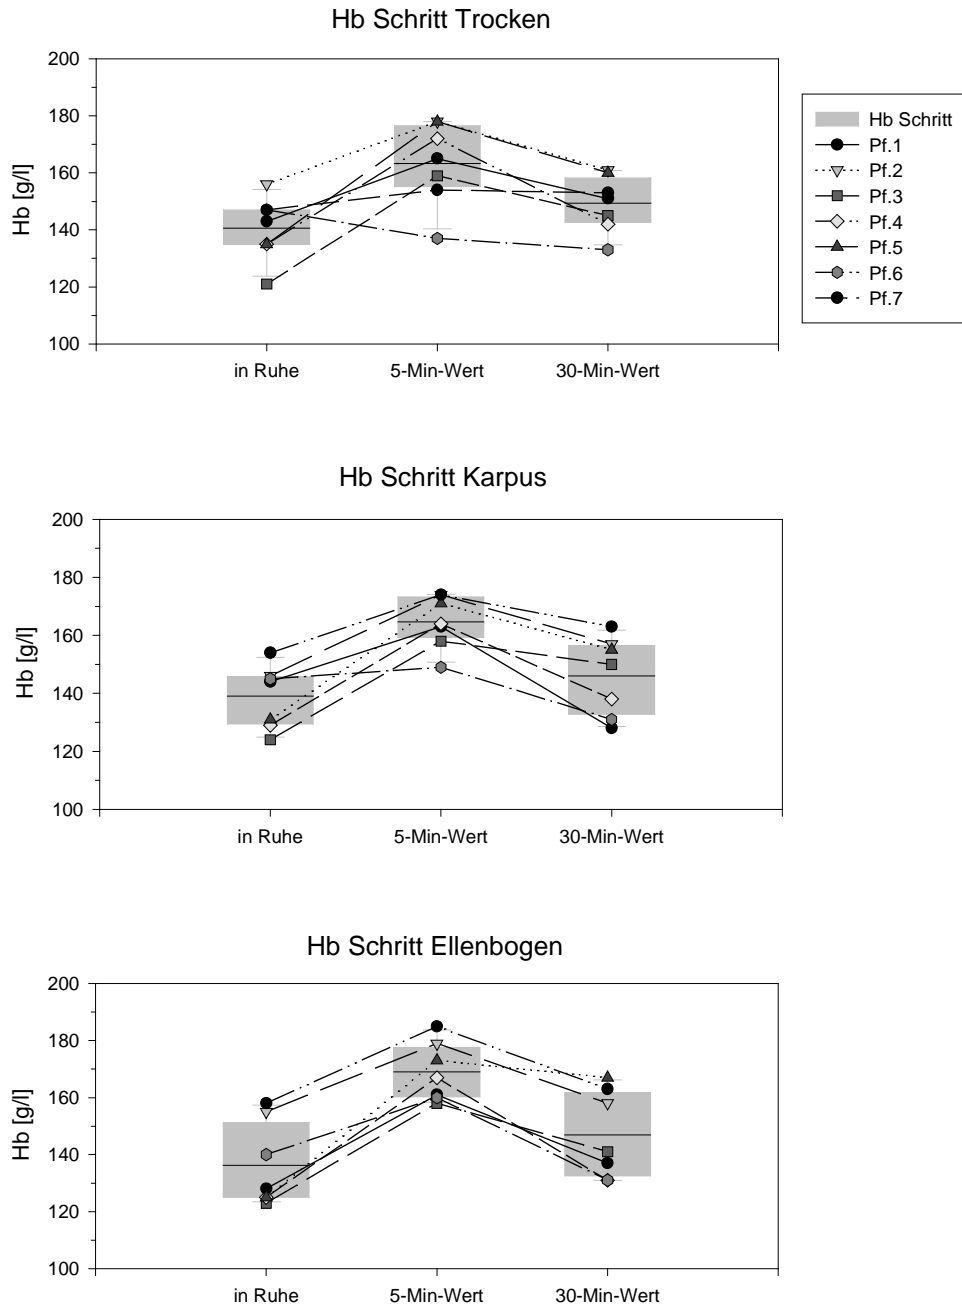 Hb Schritt Trocken
200
180
160
140
120
100
Hb [g/l]
in Ruhe 5-Min-Wert 30-Min-Wert
Hb Schritt
Pf.1
Pf.2
Pf.3
Pf.4
Pf.5
Pf.6
Pf.7
Hb Schritt Karpus
200
180
160
140
120
100
Hb [g/l]
in Ruhe 5-Min-Wert 30-Min-Wert
Hb Schritt Ellenbogen
200
180
160
140
120
100
Hb [g/l]
in Ruhe 5-Min-Wert 30-Min-Wert